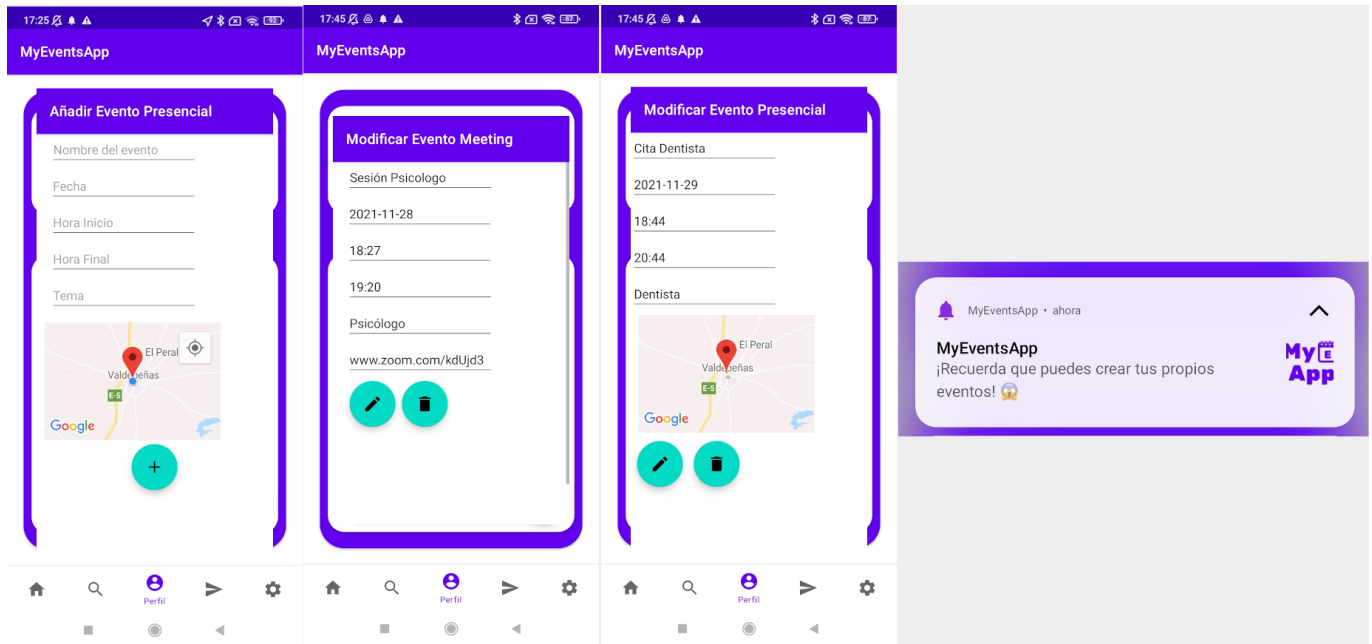 17:25 92
MyEventsApp
Añadir Evento Presencial
Nombre del evento
Fecha
Hora Inicio
Hora Final
Tema
El Peral
Valdepeñas
E-5
Google
Perfil
17:45 87
MyEventsApp
Modificar Evento Meeting
Sesión Psicologo
2021-11-28
18:27
19:20
Psicólogo
www.zoom.com/kdUjd3
Perfil
17:45 87
MyEventsApp
Modificar Evento Presencial
Cita Dentista
2021-11-29
18:44
20:44
Dentista
El Peral
Valdepeñas
E-5
Google
Perfil
MyEventsApp • ahora
MyEventsApp
¡Recuerda que puedes crear tus propios
eventos! 😱
MyE
App